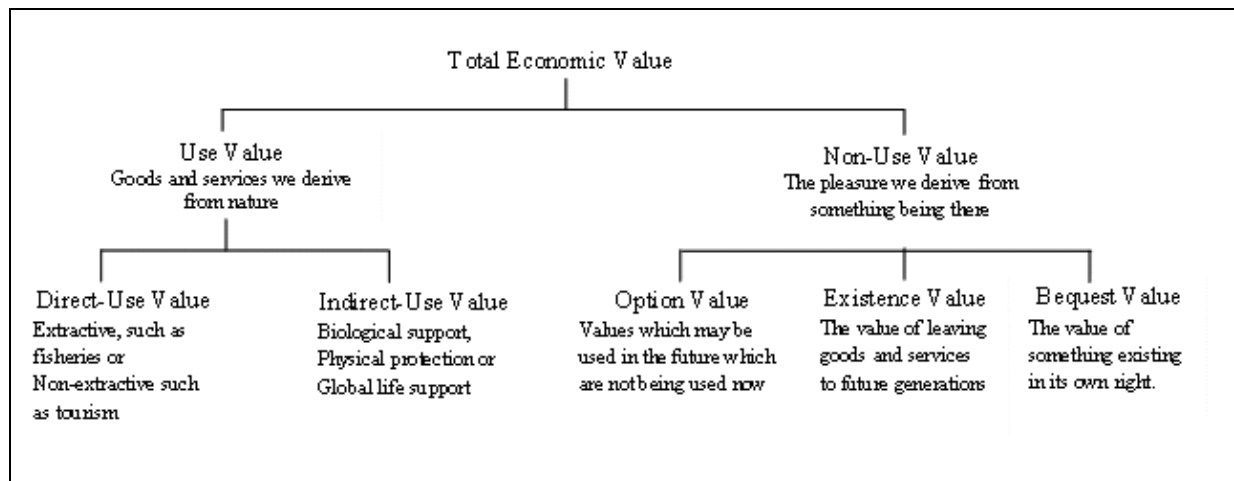 Total Economic Value
Use Value
Goods and services we derive
from nature
Non-Use Value
The pleasure we derive from
something being there
Direct-Use Value
Extractive, such as
fisheries or
Non-extractive such
as tourism
Indirect-Use Value
Biological support,
Physical protection or
Global life support
Option Value
Values which may be
used in the future which
are not being used now
Existence Value
The value of leaving
goods and services
to future generations
Bequest Value
The value of
something existing
in its own right.